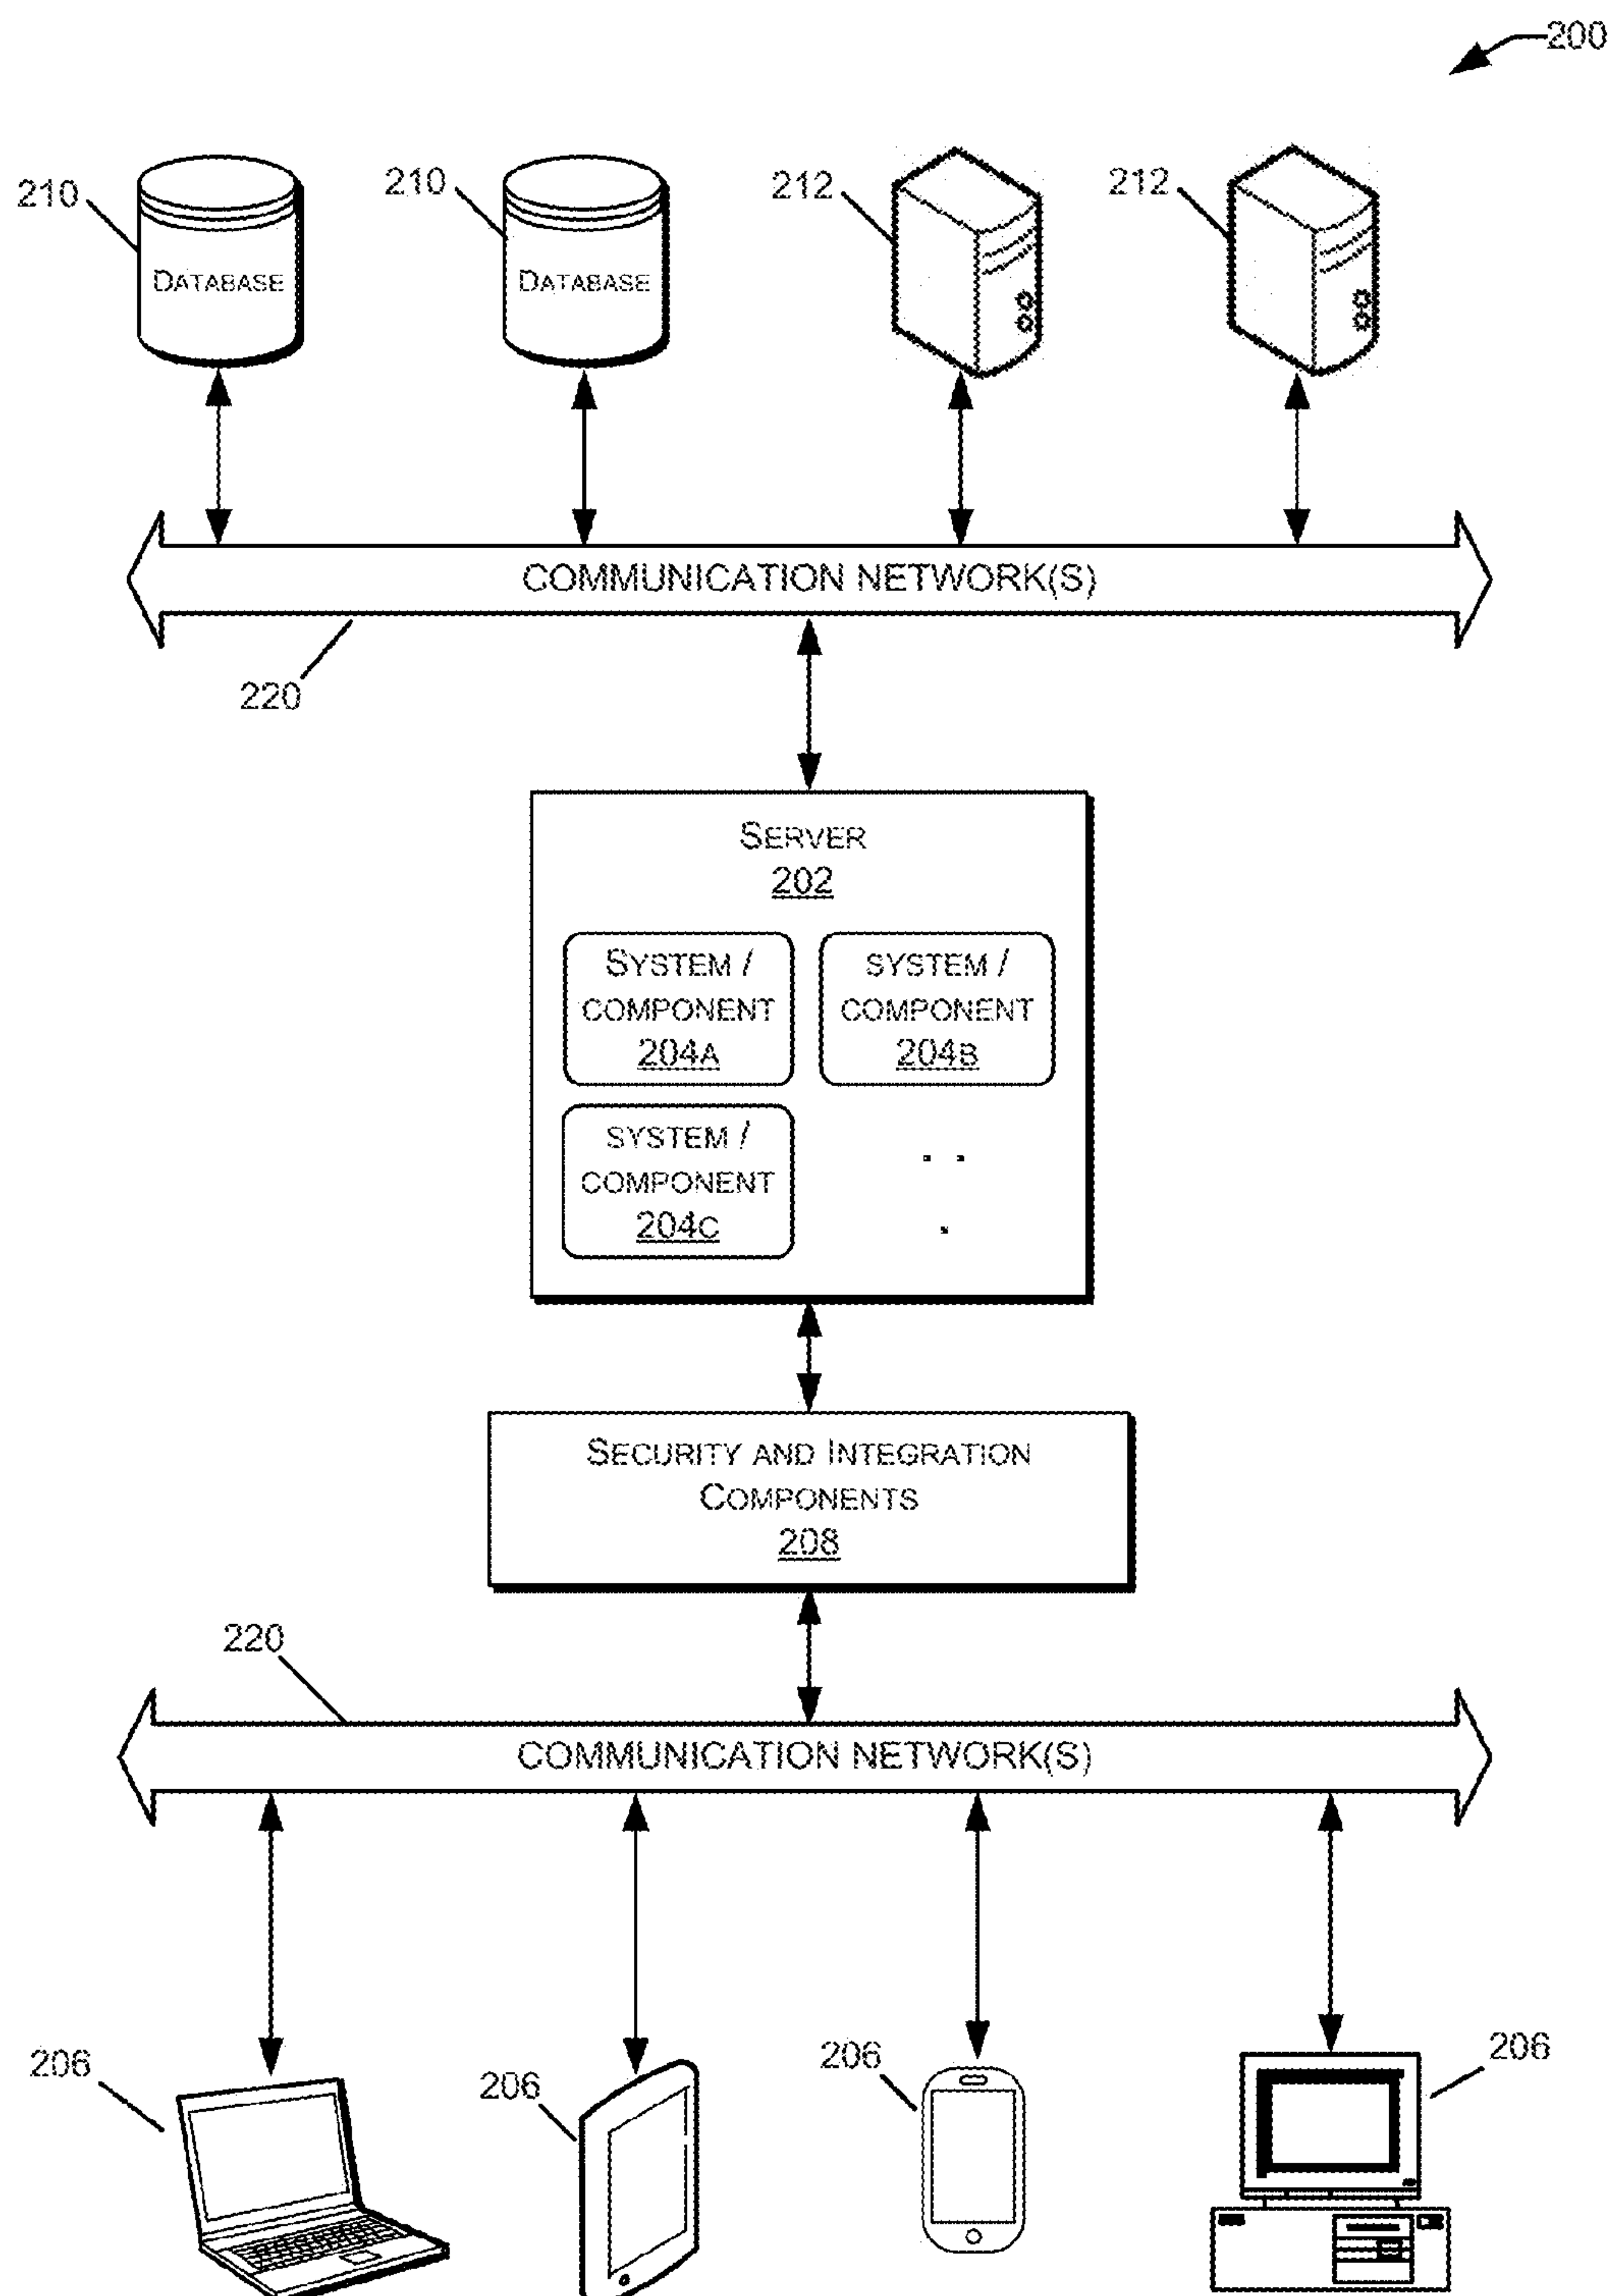 200
210
210
212
212
DATABASE
DATABASE
COMMUNICATION NETWORK(S)
220
SERVER
202
SYSTEM /
COMPONENT
204A
SYSTEM /
COMPONENT
204B
SYSTEM /
COMPONENT
204C
. .
.
SECURITY AND INTEGRATION
COMPONENTS
208
220
COMMUNICATION NETWORK(S)
206
206
206
206